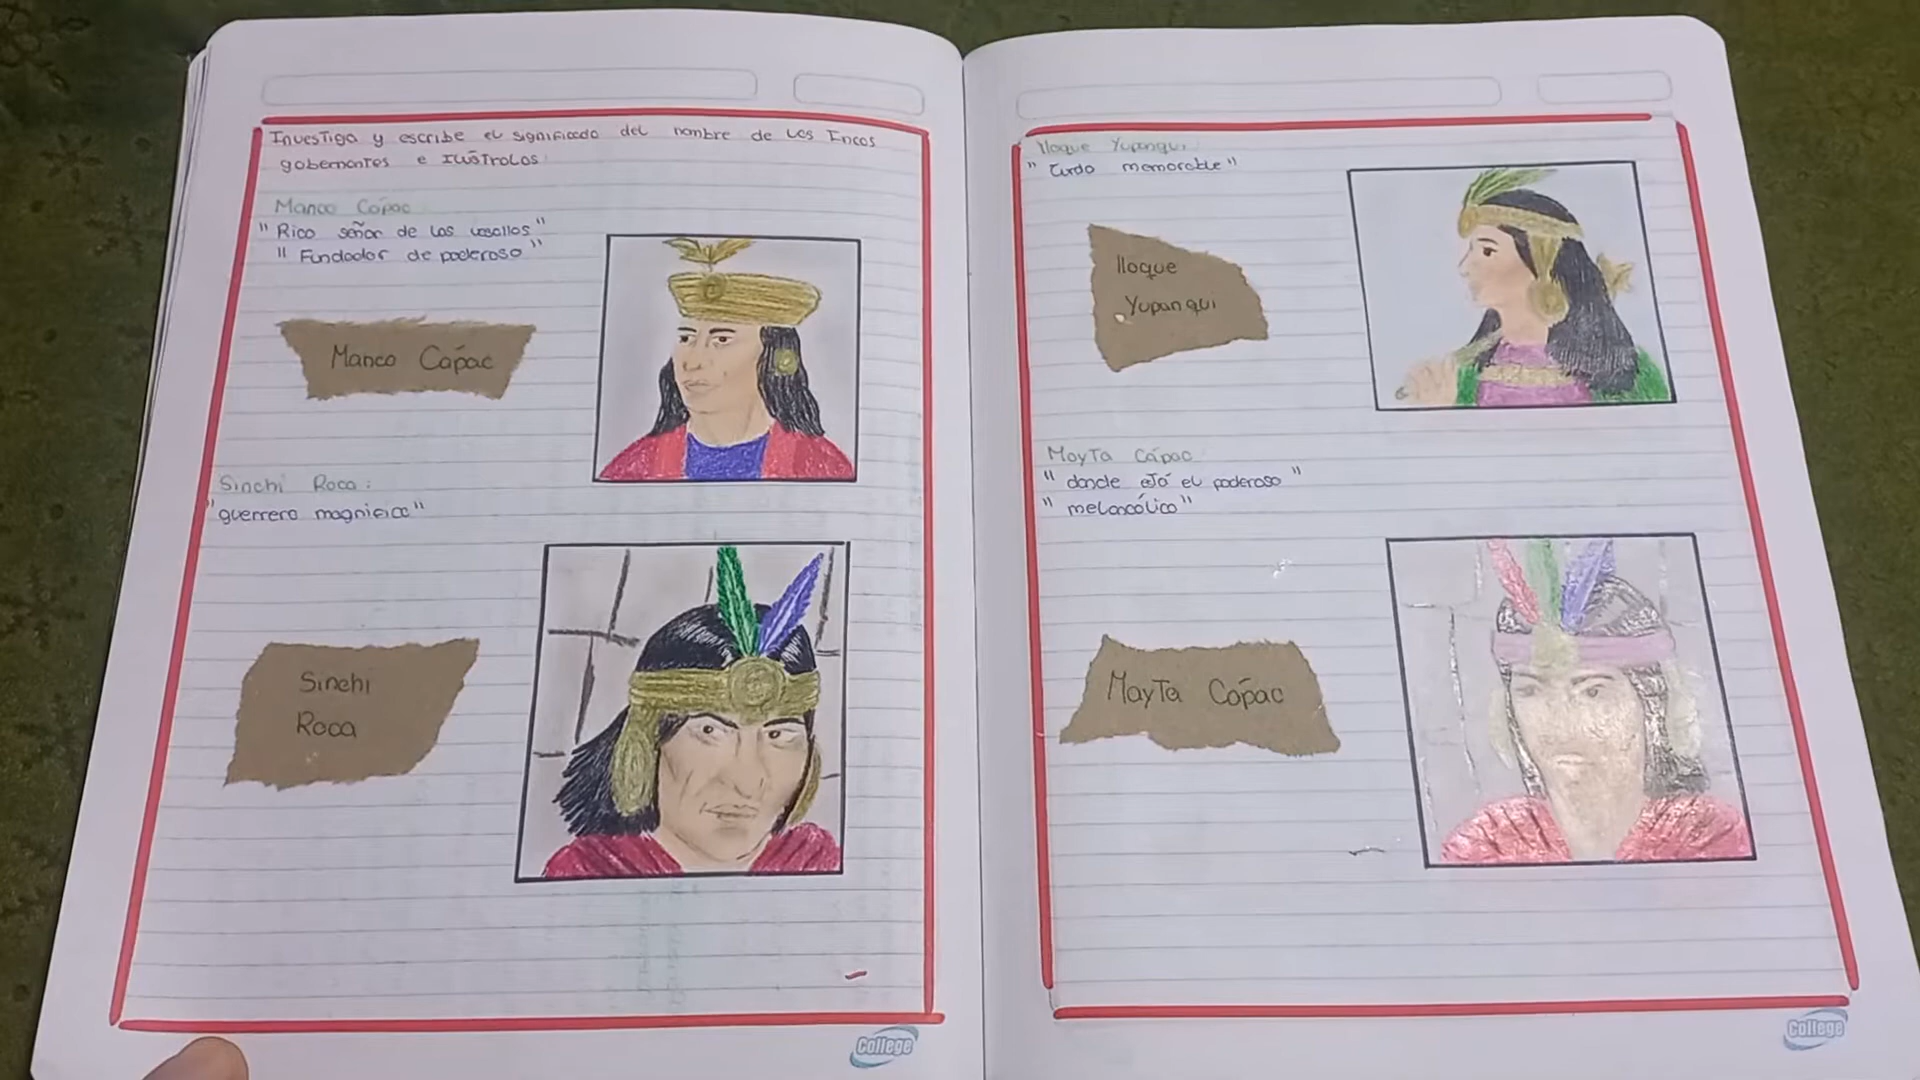 Investiga y escribe el significado del nombre de los Incas
gobernantes e Ilústralos:
Manco Cápac
"Rico señor de los vasallos"
"Fundador de poderoso"
Manco Cápac
Sinchi Roca:
"guerrero magnifico"
Sinchi
Roca
College
lloque Yupanqui
"Zurdo memorable"
lloque
Yupanqui
Mayta Cápac
"donde está el poderoso"
"melancólico"
Mayta Cápac
College